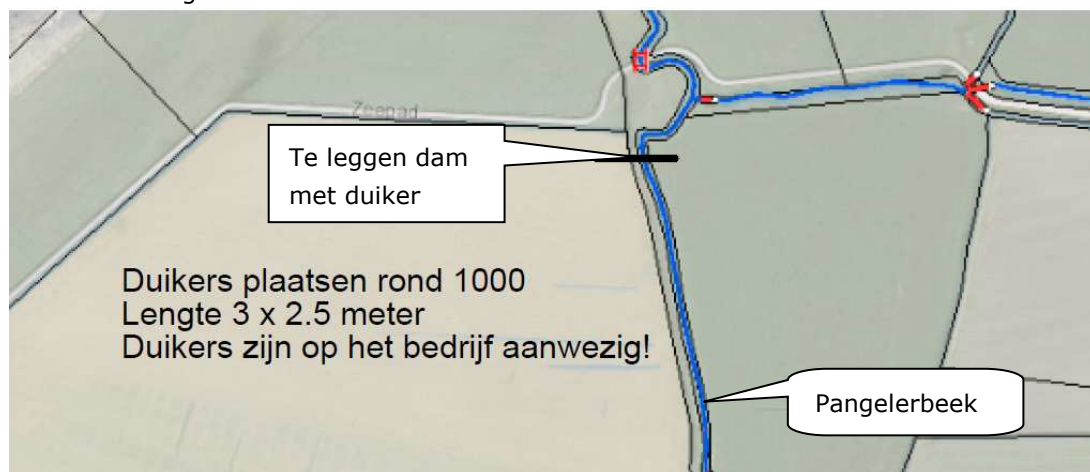 Zeepad
Te leggen dam
met duiker
Duikers plaatsen rond 1000
Lengte 3 x 2.5 meter
Duikers zijn op het bedrijf aanwezig!
Pangelerbeek